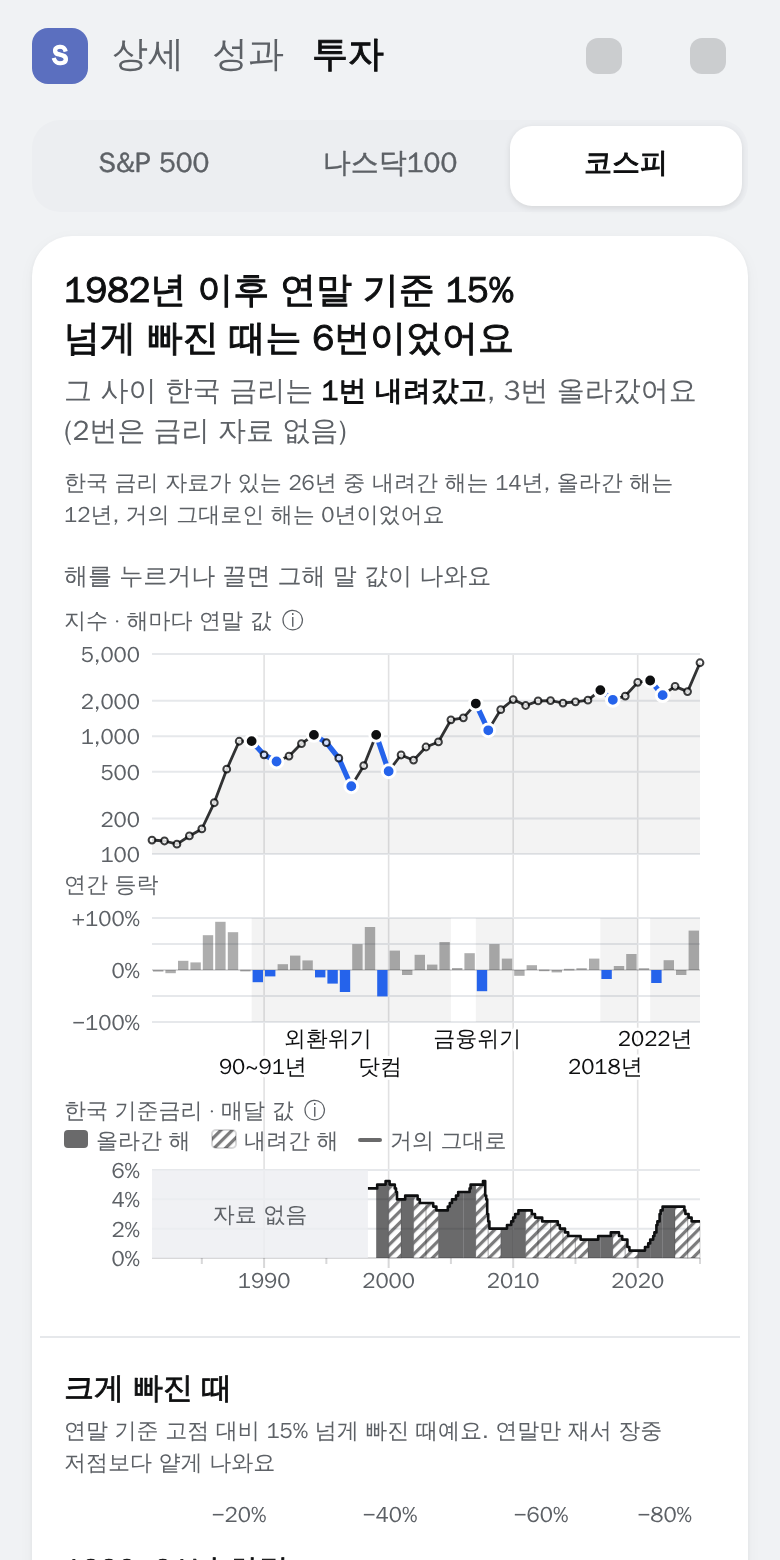 S 상세 성과 투자
S&P 500 나스닥100 코스피
1982년 이후 연말 기준 15%
넘게 빠진 때는 6번이었어요
그 사이 한국 금리는 1번 내려갔고, 3번 올라갔어요
(2번은 금리 자료 없음)
한국 금리 자료가 있는 26년 중 내려간 해는 14년, 올라간 해는
12년, 거의 그대로인 해는 0년이었어요
해를 누르거나 끌면 그해 말 값이 나와요
지수 · 해마다 연말 값 ⓘ
5,000
2,000
1,000
500
200
100
연간 등락
+100%
0%
−100%
외환위기 금융위기 2022년
90~91년 닷컴 2018년
한국 기준금리 · 매달 값 ⓘ
올라간 해 내려간 해 거의 그대로
6%
4%
자료 없음
2%
0%
1990 2000 2010 2020
크게 빠진 때
연말 기준 고점 대비 15% 넘게 빠진 때예요. 연말만 재서 장중
저점보다 얕게 나와요
−20% −40% −60% −80%